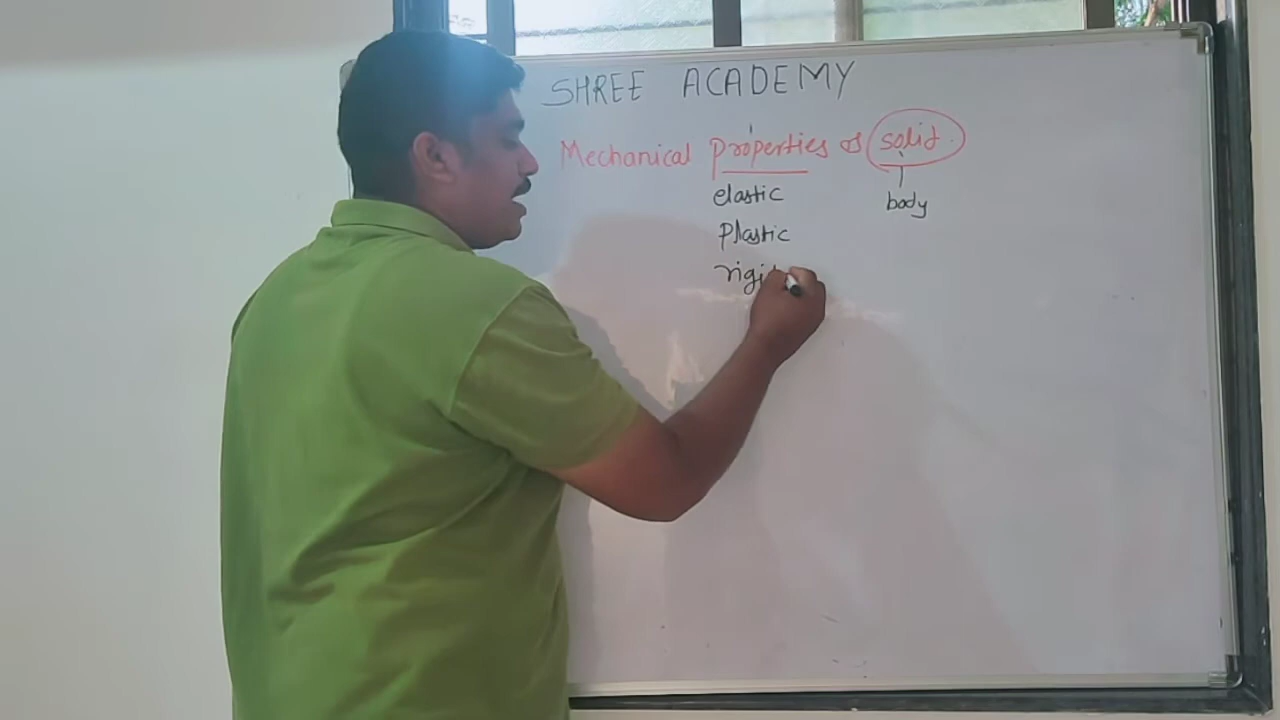 SHREE ACADEMY
Mechanical properties of solid.
elastic
body
Plastic